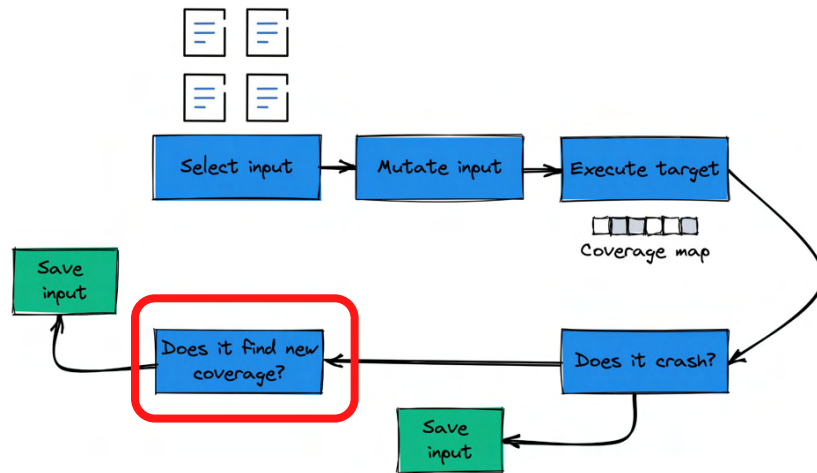 Select input
Mutate input
Execute target
Coverage map
Save
input
Does it find new
coverage?
Does it crash?
Save
input